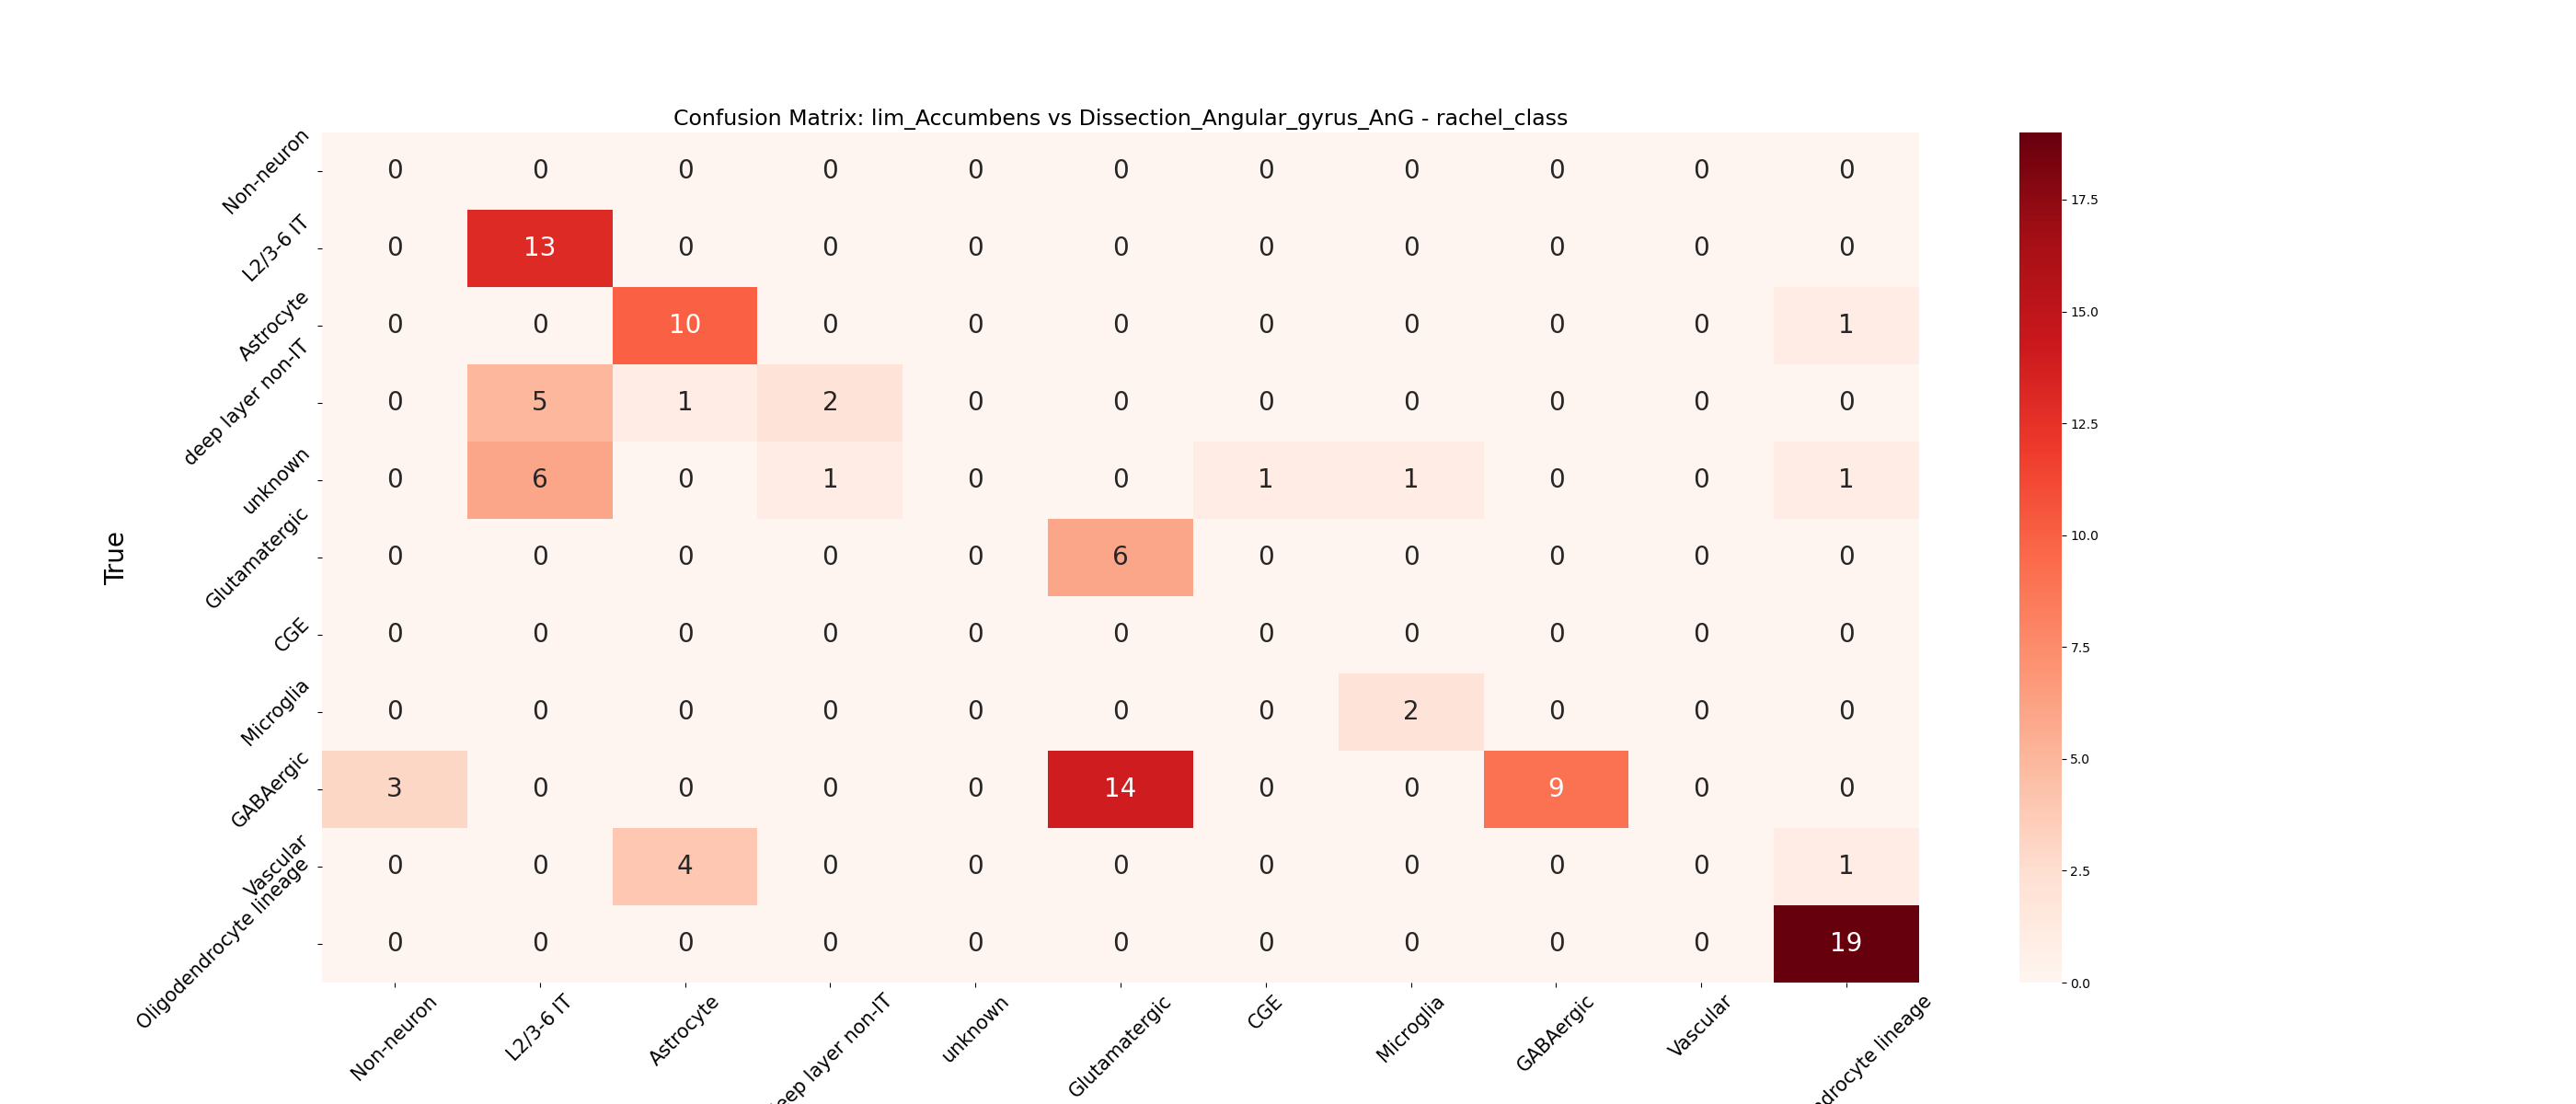 Confusion Matrix: lim_Accumbens vs Dissection_Angular_gyrus_AnG - rachel_class
True
Non-neuron 0 0 0 0 0 0 0 0 0 0 0
L2/3-6 IT 0 13 0 0 0 0 0 0 0 0 0
Astrocyte 0 0 10 0 0 0 0 0 0 0 1
deep layer non-IT 0 5 1 2 0 0 0 0 0 0 0
unknown 0 6 0 1 0 0 1 1 0 0 1
Glutamatergic 0 0 0 0 0 6 0 0 0 0 0
CGE 0 0 0 0 0 0 0 0 0 0 0
Microglia 0 0 0 0 0 0 0 2 0 0 0
GABAergic 3 0 0 0 0 14 0 0 9 0 0
Vascular 0 0 4 0 0 0 0 0 0 0 1
Oligodendrocyte lineage 0 0 0 0 0 0 0 0 0 0 19
Non-neuron
L2/3-6 IT
Astrocyte
eep layer non-IT
unknown
Glutamatergic
CGE
Microglia
GABAergic
Vascular
ndrocyte lineage
17.5
15.0
12.5
10.0
7.5
5.0
2.5
0.0